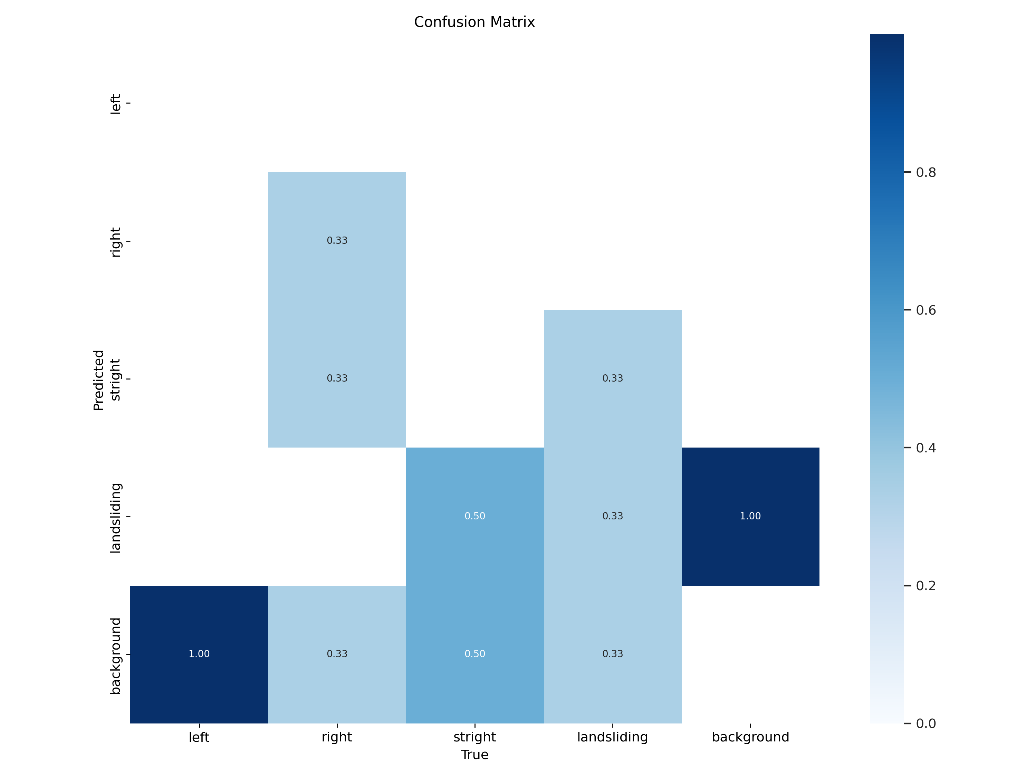 Confusion Matrix
left
right
0.33
stright
0.33
0.33
landsliding
0.50
0.33
1.00
background
1.00
0.33
0.50
0.33
Predicted
left
right
stright
landsliding
background
True
0.8
0.6
0.4
0.2
0.0